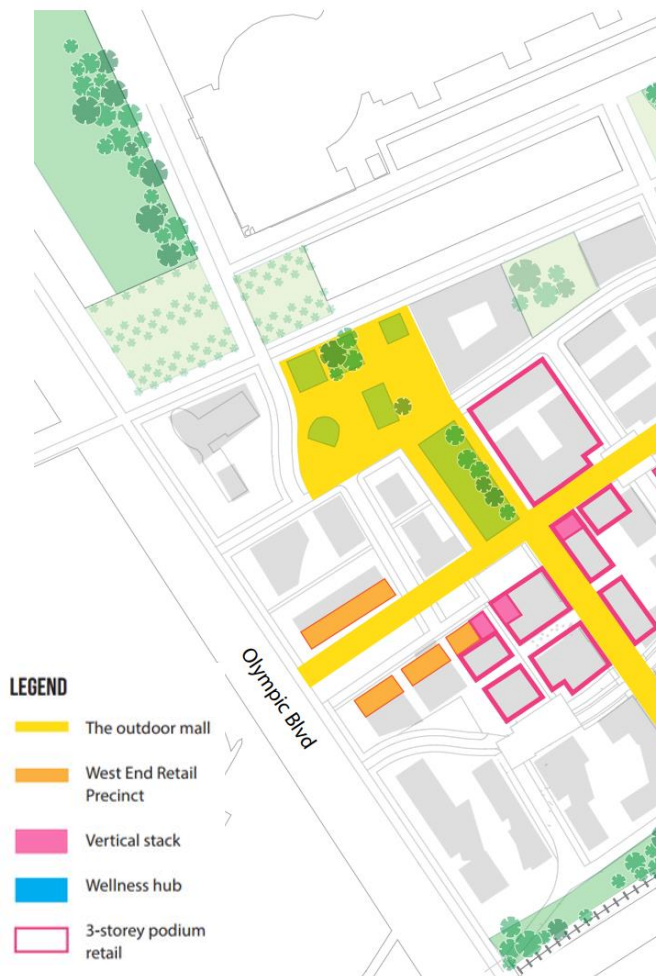 Olympic Blvd
LEGEND
The outdoor mall
West End Retail
Precinct
Vertical stack
Wellness hub
3-storey podium
retail